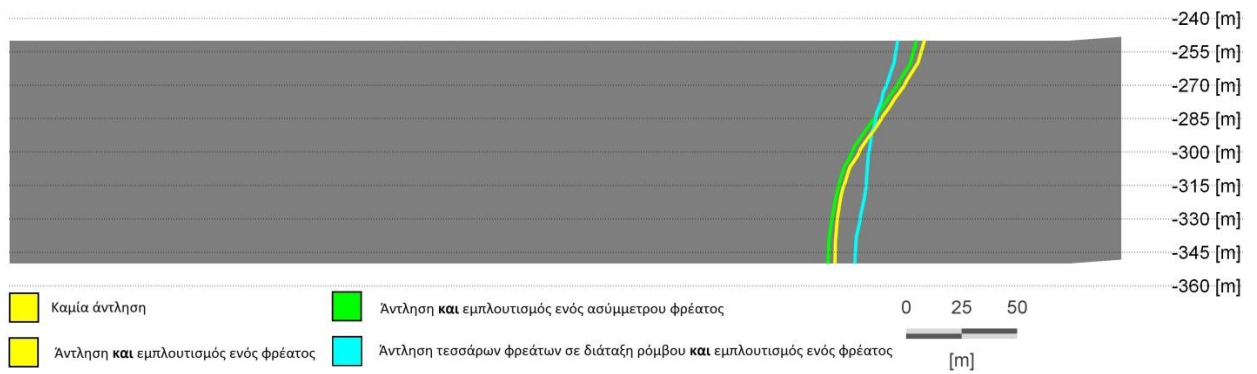 -240 [m]
-255 [m]
-270 [m]
-285 [m]
-300 [m]
-315 [m]
-330 [m]
-345 [m]
-360 [m]
Καμία άντληση
Άντληση και εμπλουτισμός ενός ασύμμετρου φρέατος
Άντληση και εμπλουτισμός ενός φρέατος
Άντληση τεσσάρων φρεάτων σε διάταξη ρόμβου και εμπλουτισμός ενός φρέατος
0 25 50
[m]